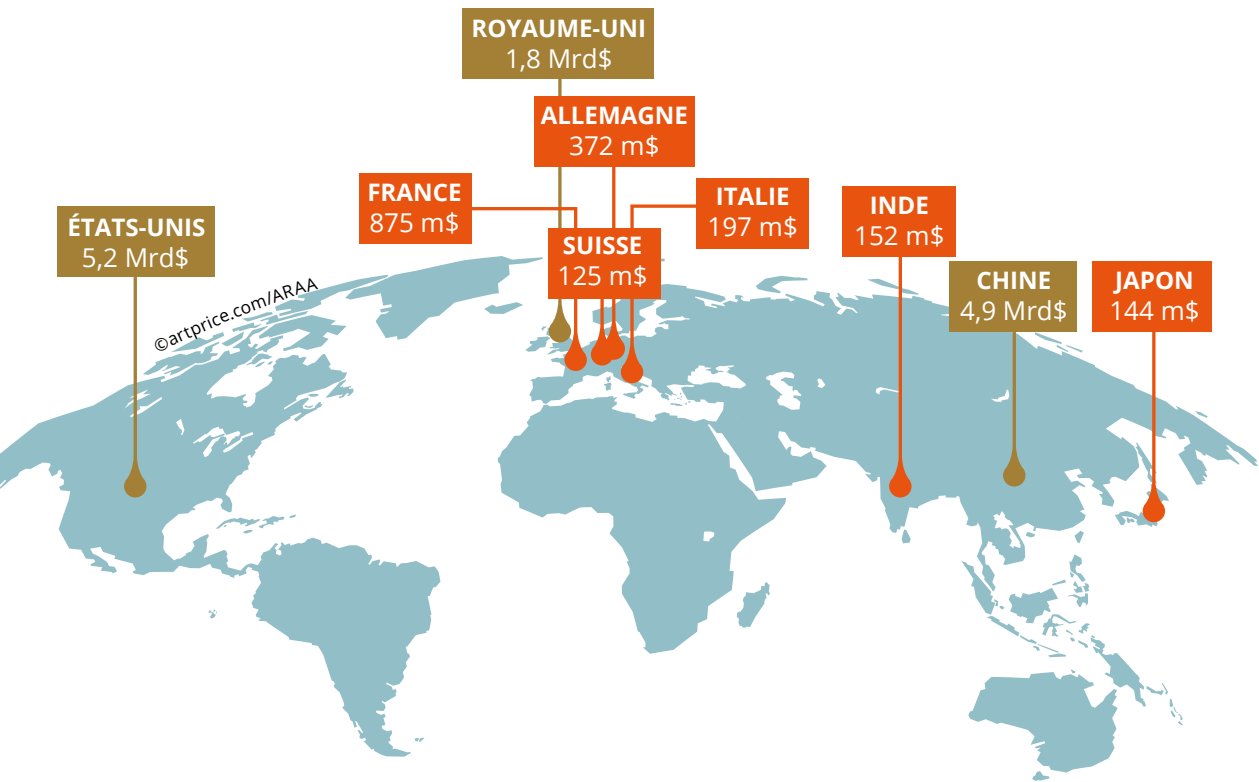 ROYAUME-UNI
1,8 Mrd$
ALLEMAGNE
372 m$
FRANCE
875 m$
ITALIE
197 m$
INDE
152 m$
ÉTATS-UNIS
5,2 Mrd$
SUISSE
125 m$
CHINE
4,9 Mrd$
JAPON
144 m$
©artprice.com/ARAA